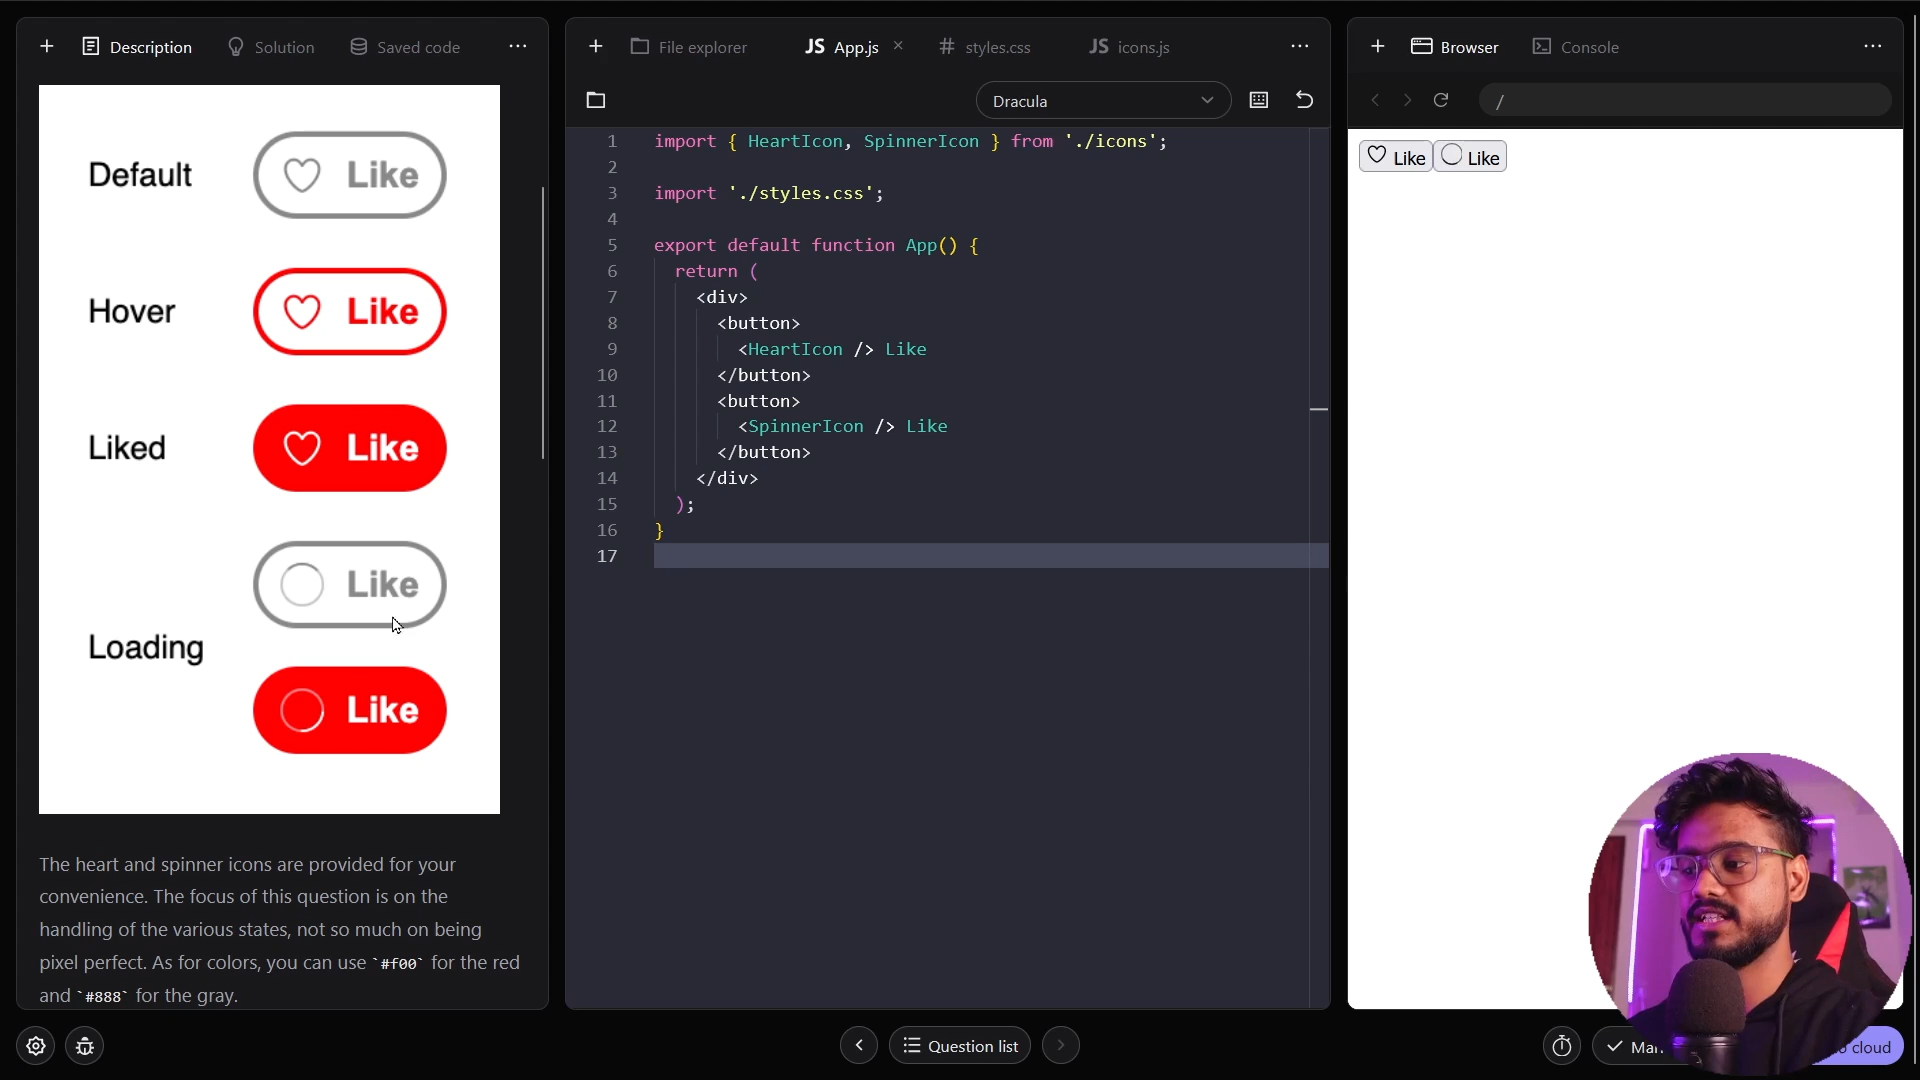 Description
Solution
Saved code
Default
Like
Hover
Like
Liked
Like
Like
Loading
Like
The heart and spinner icons are provided for your
convenience. The focus of this question is on the
handling of the various states, not so much on being
pixel perfect. As for colors, you can use `#f00` for the red
and `#888` for the gray.
File explorer
JS App.js
# styles.css
JS icons.js
Dracula
1 import { HeartIcon, SpinnerIcon } from './icons';
2
3 import './styles.css';
4
5 export default function App() {
6 return (
7 <div>
8 <button>
9 <HeartIcon /> Like
10 </button>
11 <button>
12 <SpinnerIcon /> Like
13 </button>
14 </div>
15 );
16 }
17
Browser
Console
/
Like
Like
Question list
cloud